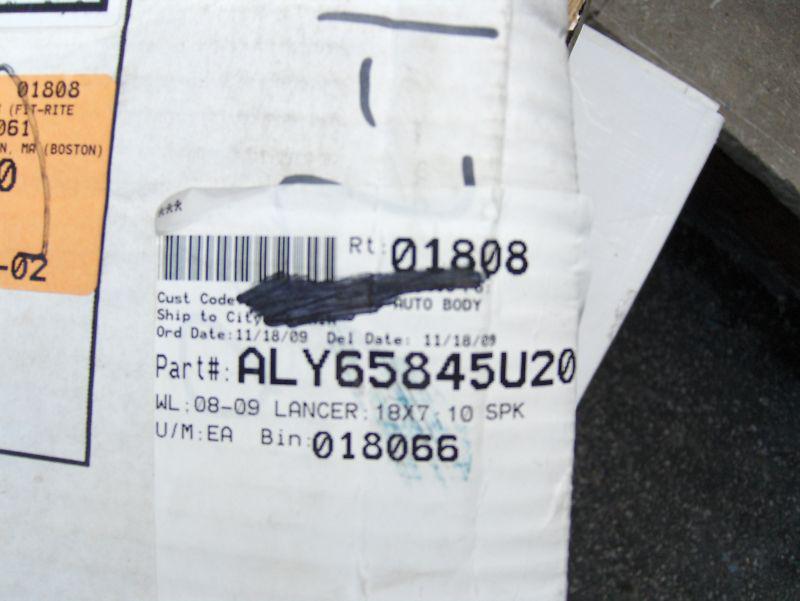 01808
(FIT-RITE
061
N, MA (BOSTON)
0
-02
***
Rt: 01808
Cust Code
AUTO BODY
Ship to City
Ord Date:11/18/09 Del Date: 11/18/09
Part#: ALY65845U20
WL:08-09 LANCER:18X7:10 SPK
U/M:EA Bin:018066